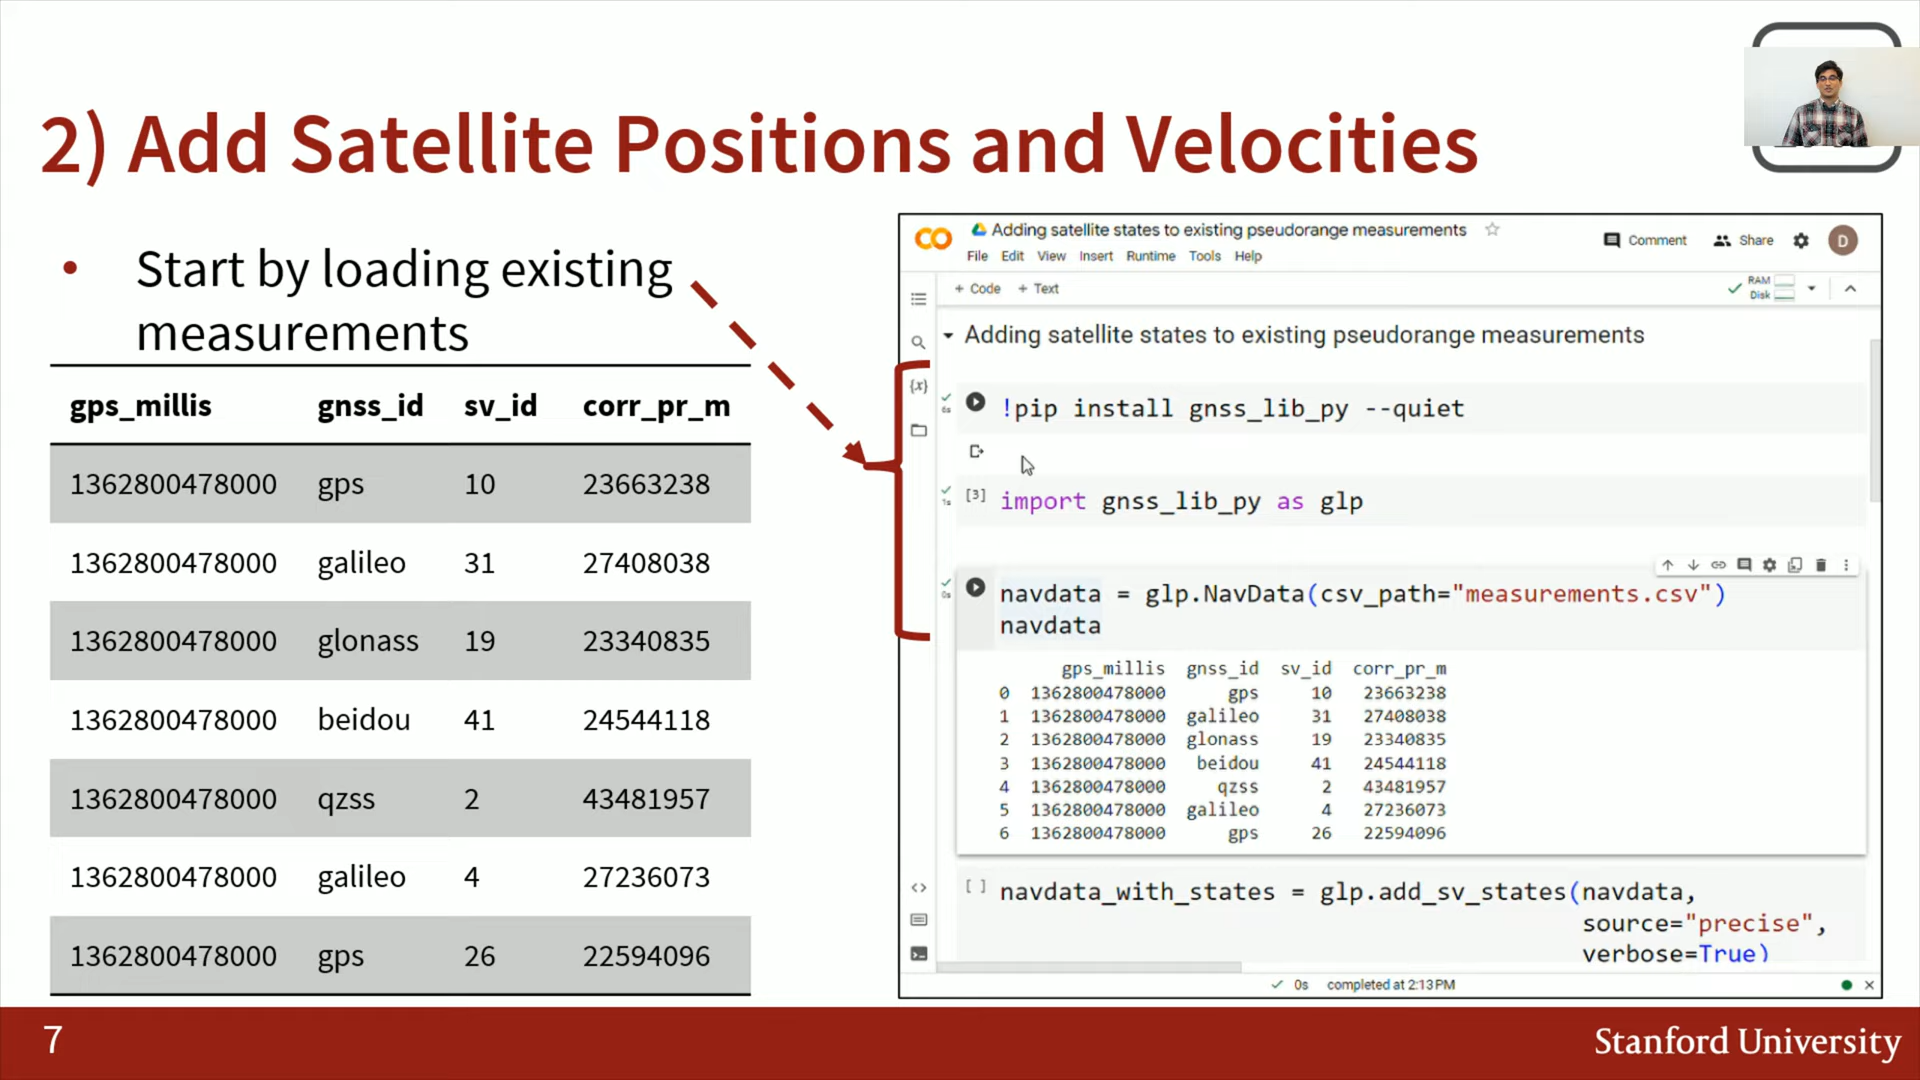 2) Add Satellite Positions and Velocities
• Start by loading existing
measurements
gps_millis gnss_id sv_id corr_pr_m
1362800478000 gps 10 23663238
1362800478000 galileo 31 27408038
1362800478000 glonass 19 23340835
1362800478000 beidou 41 24544118
1362800478000 qzss 2 43481957
1362800478000 galileo 4 27236073
1362800478000 gps 26 22594096
Adding satellite states to existing pseudorange measurements
Comment Share D
File Edit View Insert Runtime Tools Help
+ Code + Text
RAM
Disk
Adding satellite states to existing pseudorange measurements
{x}
6s
!pip install gnss_lib_py --quiet
1s
[3] import gnss_lib_py as glp
0s
navdata = glp.NavData(csv_path="measurements.csv")
navdata
gps_millis gnss_id sv_id corr_pr_m
0 1362800478000 gps 10 23663238
1 1362800478000 galileo 31 27408038
2 1362800478000 glonass 19 23340835
3 1362800478000 beidou 41 24544118
4 1362800478000 qzss 2 43481957
5 1362800478000 galileo 4 27236073
6 1362800478000 gps 26 22594096
[ ] navdata_with_states = glp.add_sv_states(navdata,
source="precise",
verbose=True)
0s completed at 2:13 PM
7
Stanford University